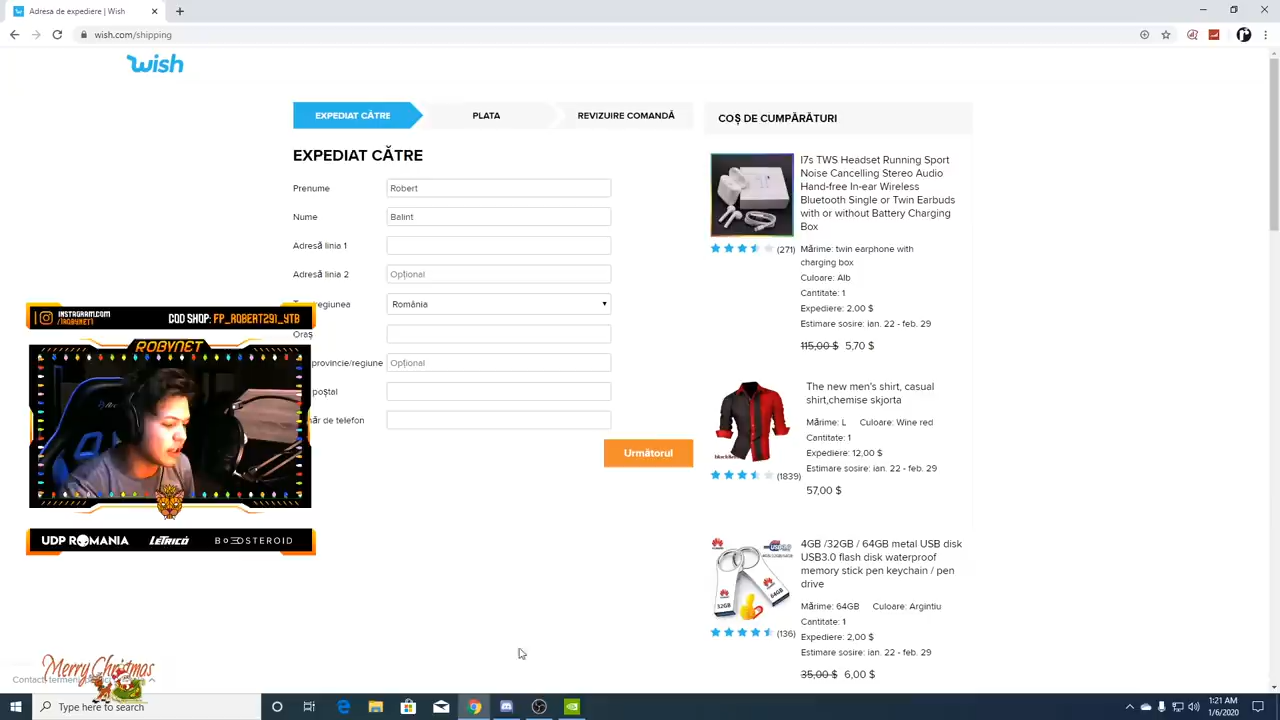 Adresa de expediere | Wish
wish.com/shipping
wish
EXPEDIAT CĂTRE
PLATA
REVIZUIRE COMANDĂ
COȘ DE CUMPĂRĂTURI
EXPEDIAT CĂTRE
Prenume
Robert
Nume
Balint
Adresă linia 1
Adresă linia 2
Opțional
regiunea
România
Oraș
provincie/regiune
Opțional
poștal
de telefon
Următorul
I7s TWS Headset Running Sport
Noise Cancelling Stereo Audio
Hand-free In-ear Wireless
Bluetooth Single or Twin Earbuds
with or without Battery Charging
Box
(271)
Mărime: twin earphone with
charging box
Culoare: Alb
Cantitate: 1
Expediere: 2,00 $
Estimare sosire: ian. 22 - feb. 29
115,00 $ 5,70 $
The new men's shirt, casual
shirt,chemise skjorta
Mărime: L Culoare: Wine red
Cantitate: 1
Expediere: 12,00 $
Estimare sosire: ian. 22 - feb. 29
(1839)
57,00 $
4GB /32GB / 64GB metal USB disk
USB3.0 flash disk waterproof
memory stick pen keychain / pen
drive
32GB
64GB
(136)
Mărime: 64GB Culoare: Argintiu
Cantitate: 1
Expediere: 2,00 $
Estimare sosire: ian. 22 - feb. 29
35,00 $ 6,00 $
INSTAGRAM.COM
/IROBYNET1
COD SHOP: FP_ROBERT291_YTB
ROBYNET
UDP ROMANIA
LETRICO
BOOSTEROID
Merry Christmas
Contact, termeni
Type here to search
1:21 AM
1/6/2020